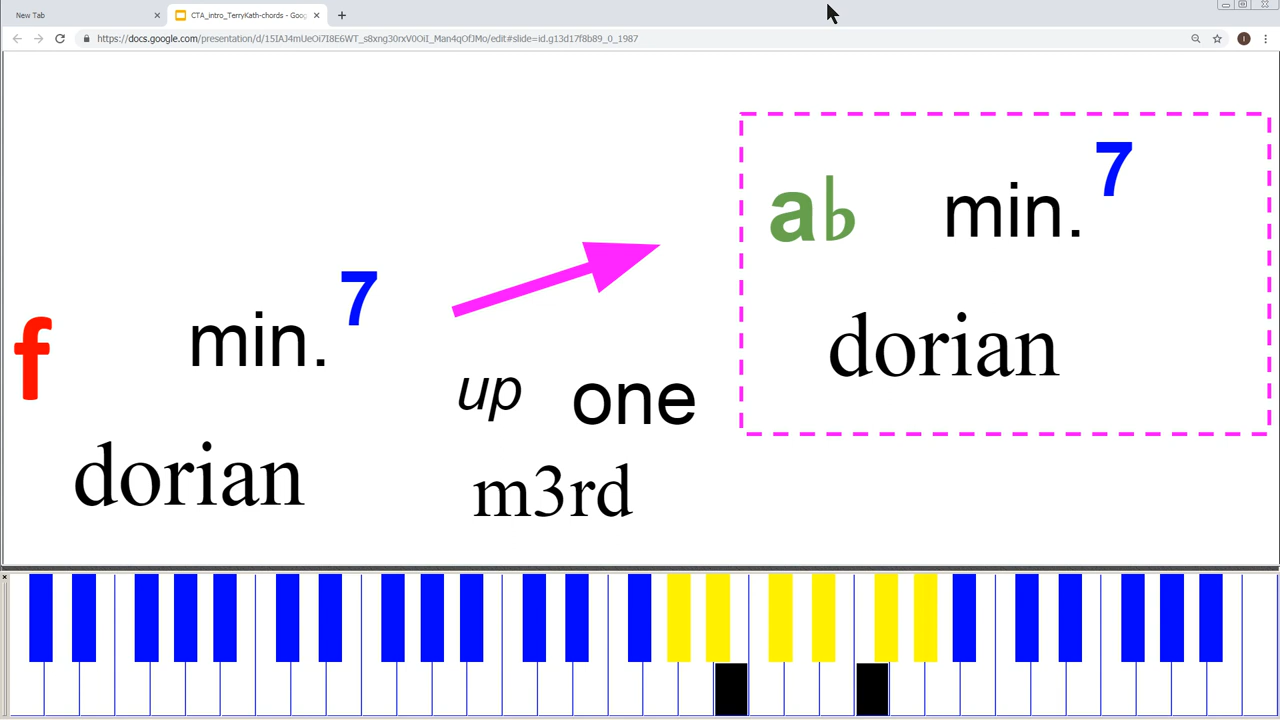 New Tab
CTA_intro_TerryKath-chords - Goog
https://docs.google.com/presentation/d/15IAJ4mUeOi7I8E6WT_s8xng30rxV0OiI_Man4qOfJMo/edit#slide=id.g13d17f8b89_0_1987
a♭ min.7
dorian
f min.7
dorian
up one
m3rd